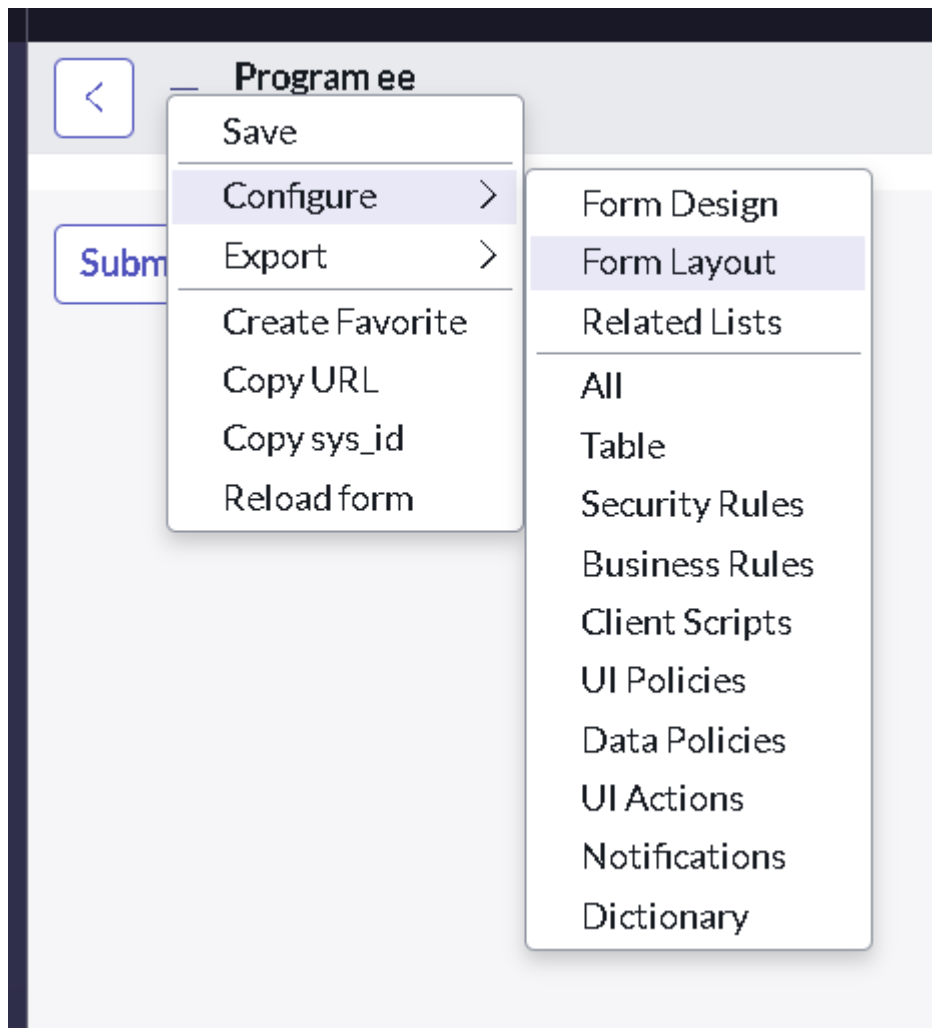 Program ee
Save
Configure
Export
Create Favorite
Copy URL
Copy sys_id
Reload form
Subm
Form Design
Form Layout
Related Lists
All
Table
Security Rules
Business Rules
Client Scripts
UI Policies
Data Policies
UI Actions
Notifications
Dictionary